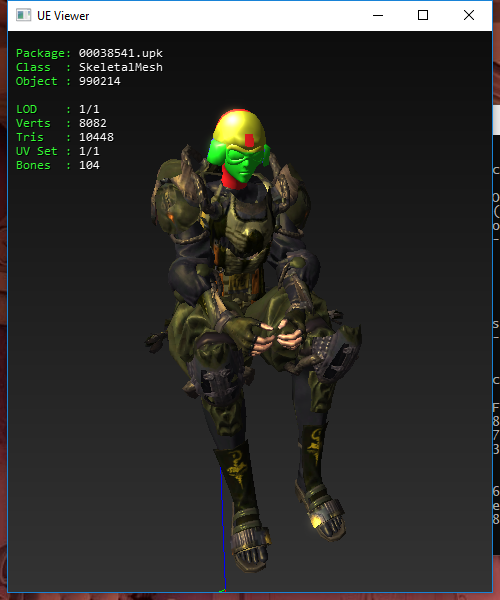 UE Viewer
Package: 00038541.upk
Class  : SkeletalMesh
Object : 990214
LOD    : 1/1
Verts  : 8082
Tris   : 10448
UV Set : 1/1
Bones  : 104